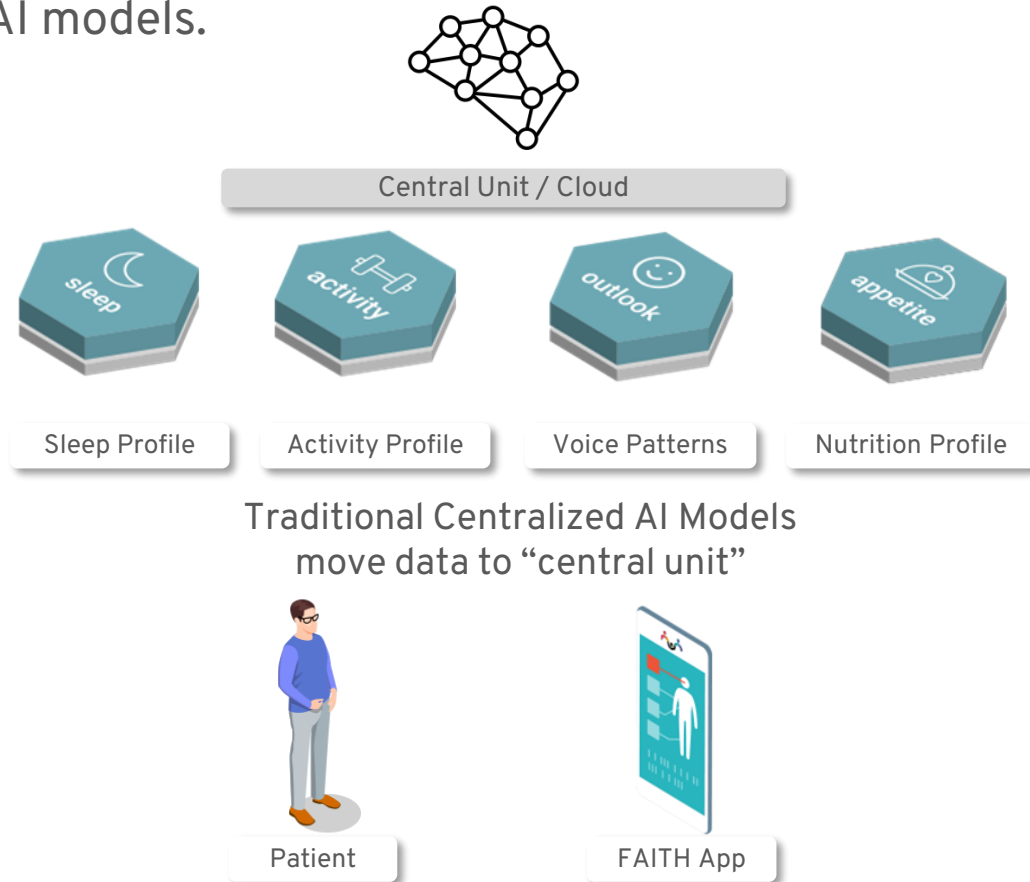 AI models.
Central Unit / Cloud
sleep
activity
outlook
appetite
Sleep Profile
Activity Profile
Voice Patterns
Nutrition Profile
Traditional Centralized AI Models
move data to “central unit”
Patient
FAITH App